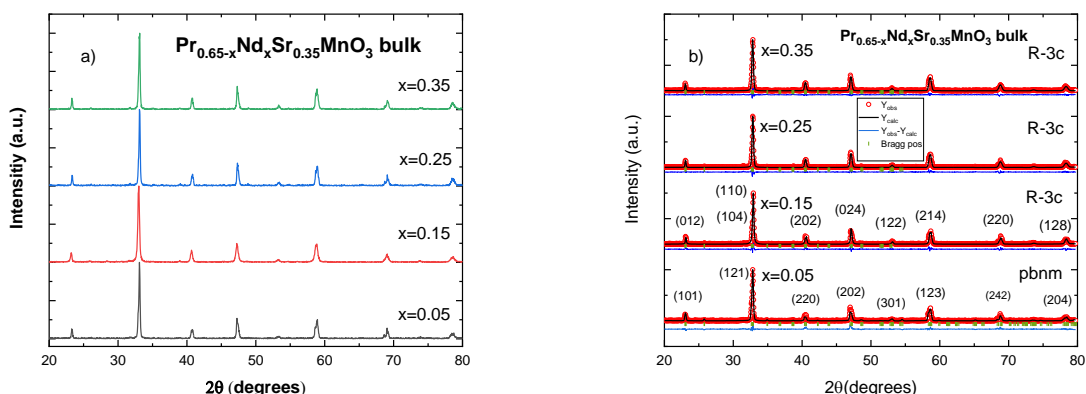 a)
Pr0.65-xNdxSr0.35MnO3 bulk
x=0.35
x=0.25
x=0.15
x=0.05
Intensitiy (a.u.)
20 30 40 50 60 70 80
2θ (degrees)
b)
Pr0.65-xNdxSr0.35MnO3 bulk
x=0.35
R-3c
Yobs
Ycalc
Yobs-Ycalc
Bragg pos
x=0.25
R-3c
(110)
x=0.15
R-3c
(012) (104) (202) (024) (122) (214) (220) (128)
(121)
x=0.05
pbnm
(101) (220) (202) (301) (123) (242) (204)
Intensity (a.u.)
20 30 40 50 60 70 80
2θ(degrees)